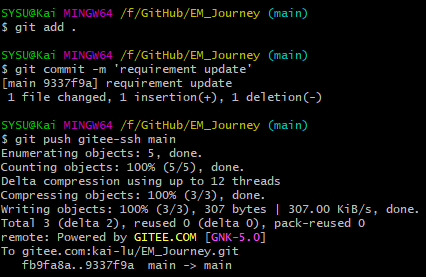 SYSU@Kai MINGW64 /f/GitHub/EM_Journey (main)
$ git add .
SYSU@Kai MINGW64 /f/GitHub/EM_Journey (main)
$ git commit -m 'requirement update'
[main 9337f9a] requirement update
 1 file changed, 1 insertion(+), 1 deletion(-)
SYSU@Kai MINGW64 /f/GitHub/EM_Journey (main)
$ git push gitee-ssh main
Enumerating objects: 5, done.
Counting objects: 100% (5/5), done.
Delta compression using up to 12 threads
Compressing objects: 100% (3/3), done.
Writing objects: 100% (3/3), 307 bytes | 307.00 KiB/s, done.
Total 3 (delta 2), reused 0 (delta 0), pack-reused 0
remote: Powered by GITEE.COM [GNK-5.0]
To gitee.com:kai-lu/EM_Journey.git
   fb9fa8a..9337f9a  main -> main